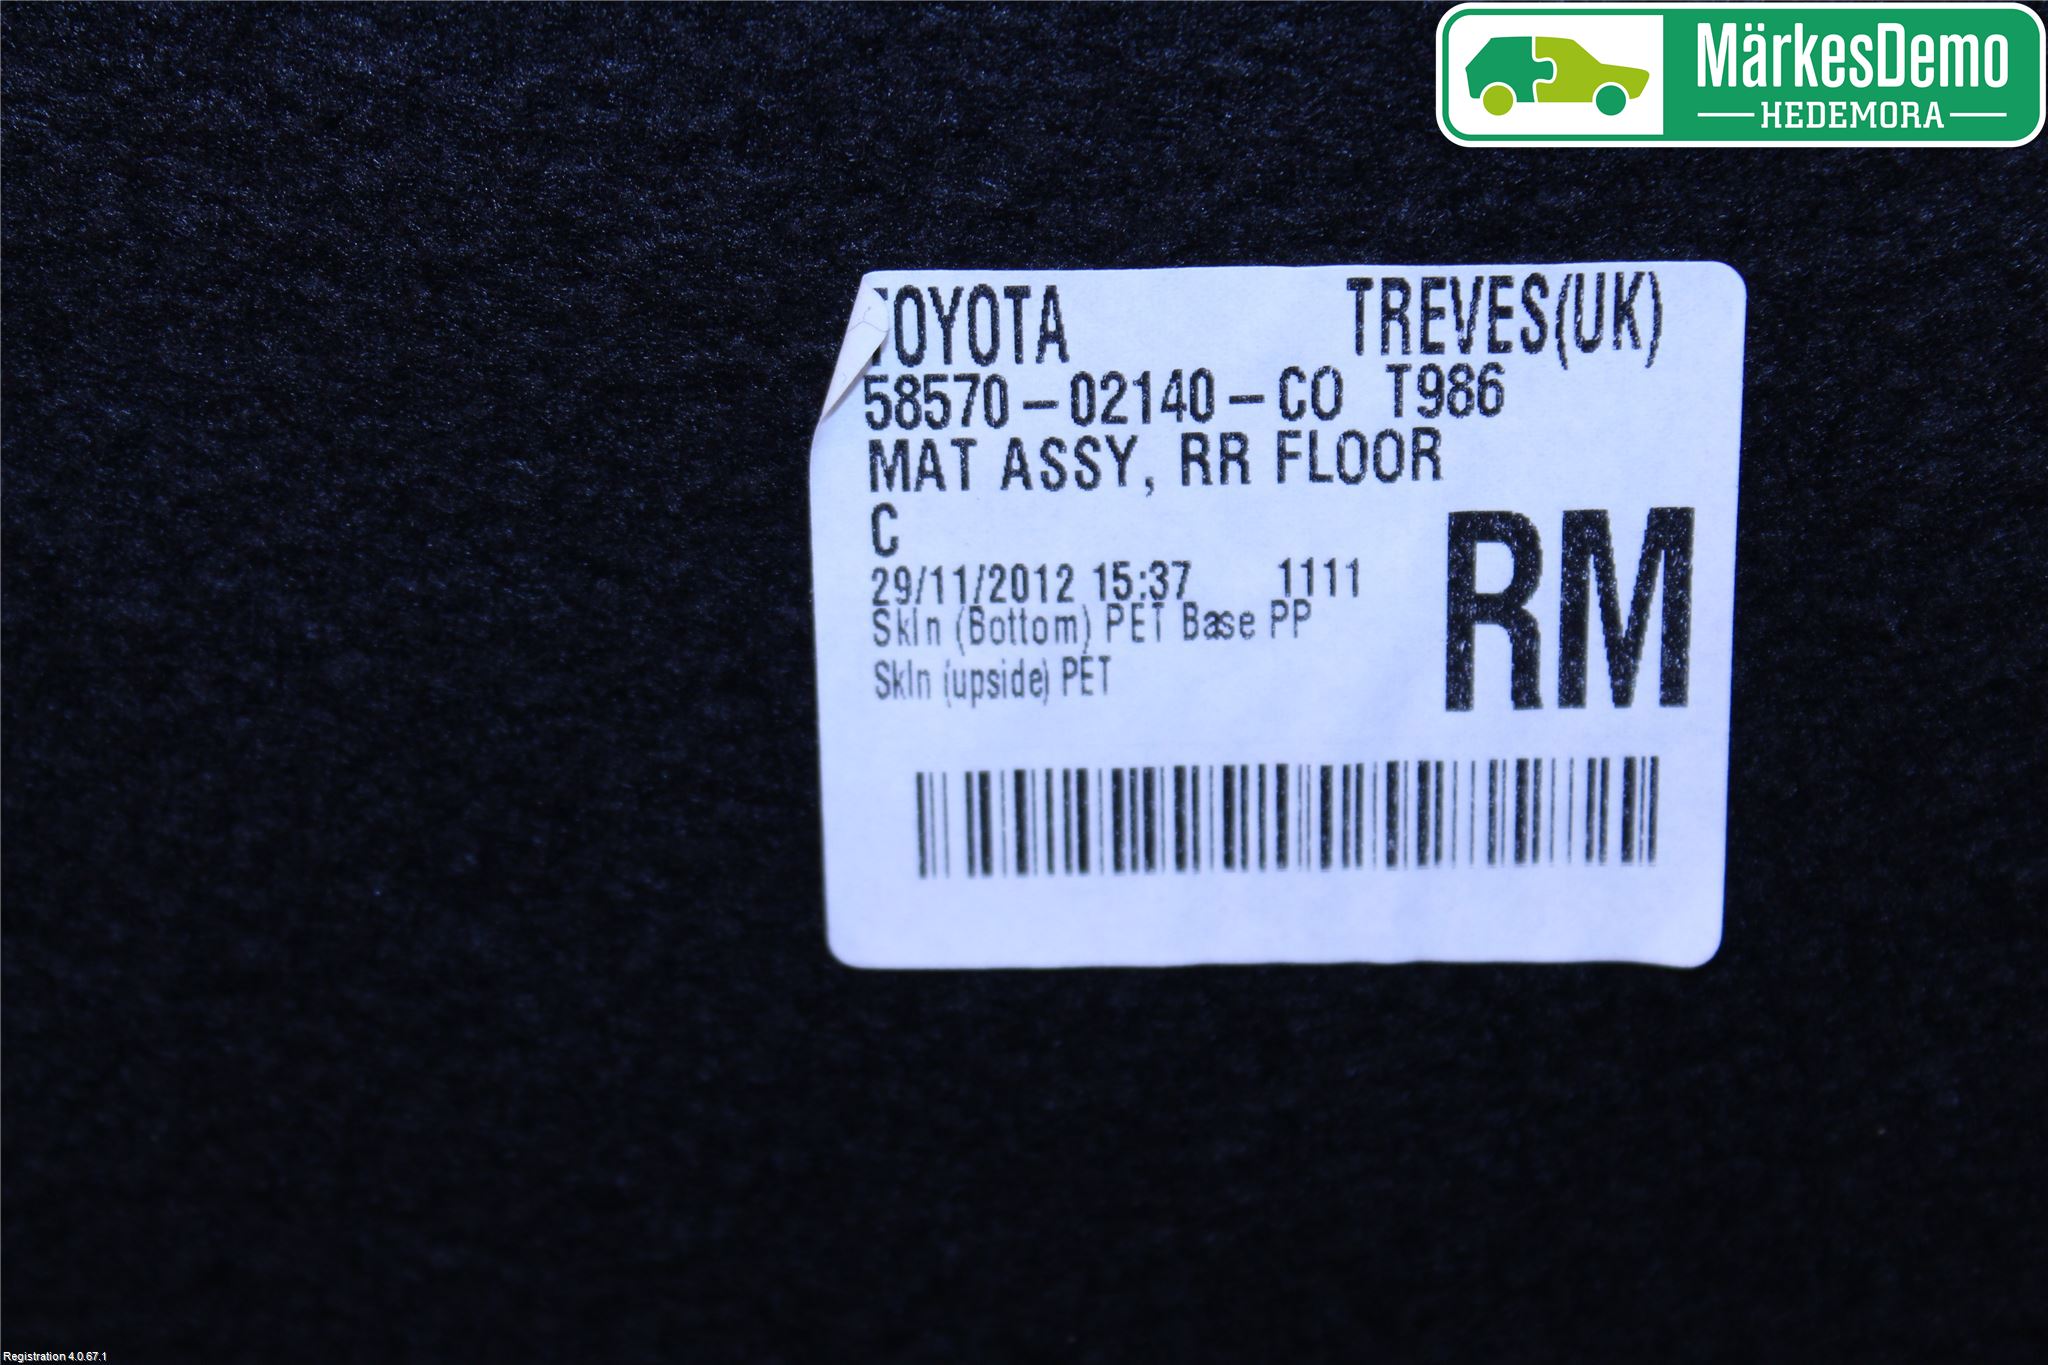 MärkesDemo
HEDEMORA
TOYOTA TREVES(UK)
58570-02140-C0 T986
MAT ASSY, RR FLOOR
C
RM
29/11/2012 15:37 1111
SkIn (Bottom) PET Base PP
SkIn (upside) PET
Registration 4.0.67.1